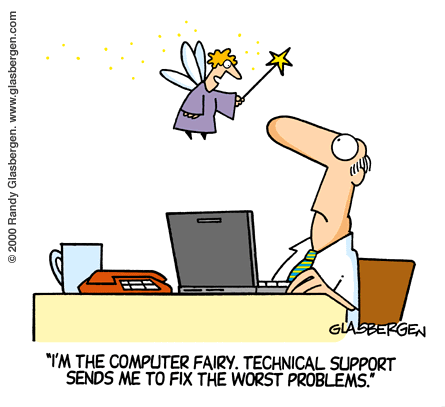 © 2000 Randy Glasbergen. www.glasbergen.com
GLASBERGEN
"I'M THE COMPUTER FAIRY. TECHNICAL SUPPORT
SENDS ME TO FIX THE WORST PROBLEMS."